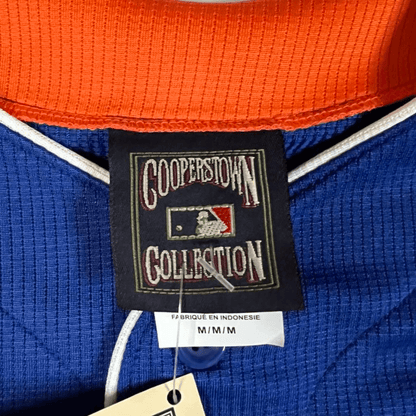 COOPERSTOWN
COLLECTION
FABRIQUÉ EN INDONESIE
M/M/M